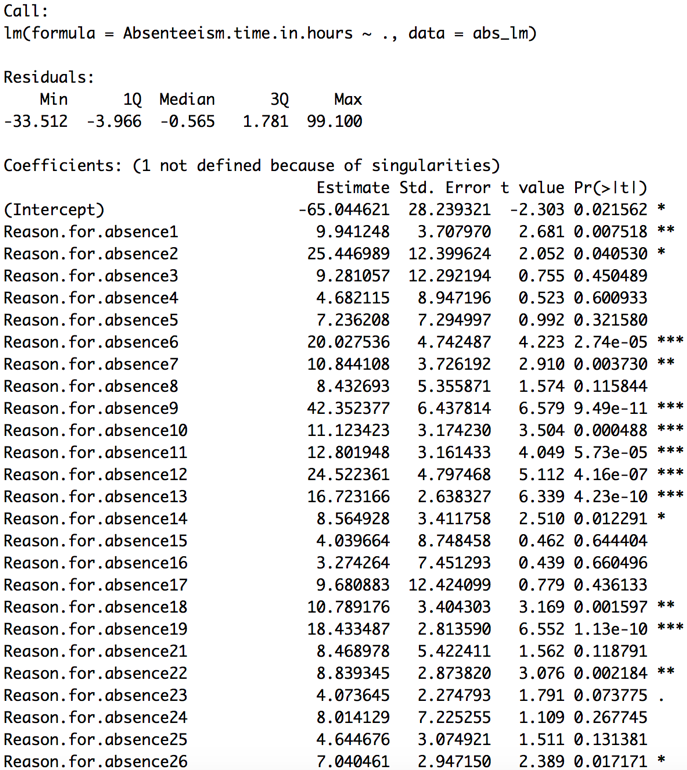 Call:
lm(formula = Absenteeism.time.in.hours ~ ., data = abs_lm)
Residuals:
Min 1Q Median 3Q Max
-33.512 -3.966 -0.565 1.781 99.100
Coefficients: (1 not defined because of singularities)
Estimate Std. Error t value Pr(>|t|)
(Intercept) -65.044621 28.239321 -2.303 0.021562 *
Reason.for.absence1 9.941248 3.707970 2.681 0.007518 **
Reason.for.absence2 25.446989 12.399624 2.052 0.040530 *
Reason.for.absence3 9.281057 12.292194 0.755 0.450489
Reason.for.absence4 4.682115 8.947196 0.523 0.600933
Reason.for.absence5 7.236208 7.294997 0.992 0.321580
Reason.for.absence6 20.027536 4.742487 4.223 2.74e-05 ***
Reason.for.absence7 10.844108 3.726192 2.910 0.003730 **
Reason.for.absence8 8.432693 5.355871 1.574 0.115844
Reason.for.absence9 42.352377 6.437814 6.579 9.49e-11 ***
Reason.for.absence10 11.123423 3.174230 3.504 0.000488 ***
Reason.for.absence11 12.801948 3.161433 4.049 5.73e-05 ***
Reason.for.absence12 24.522361 4.797468 5.112 4.16e-07 ***
Reason.for.absence13 16.723166 2.638327 6.339 4.23e-10 ***
Reason.for.absence14 8.564928 3.411758 2.510 0.012291 *
Reason.for.absence15 4.039664 8.748458 0.462 0.644404
Reason.for.absence16 3.274264 7.451293 0.439 0.660496
Reason.for.absence17 9.680883 12.424099 0.779 0.436133
Reason.for.absence18 10.789176 3.404303 3.169 0.001597 **
Reason.for.absence19 18.433487 2.813590 6.552 1.13e-10 ***
Reason.for.absence21 8.468978 5.422411 1.562 0.118791
Reason.for.absence22 8.839345 2.873820 3.076 0.002184 **
Reason.for.absence23 4.073645 2.274793 1.791 0.073775 .
Reason.for.absence24 8.014129 7.225255 1.109 0.267745
Reason.for.absence25 4.644676 3.074921 1.511 0.131381
Reason.for.absence26 7.040461 2.947150 2.389 0.017171 *